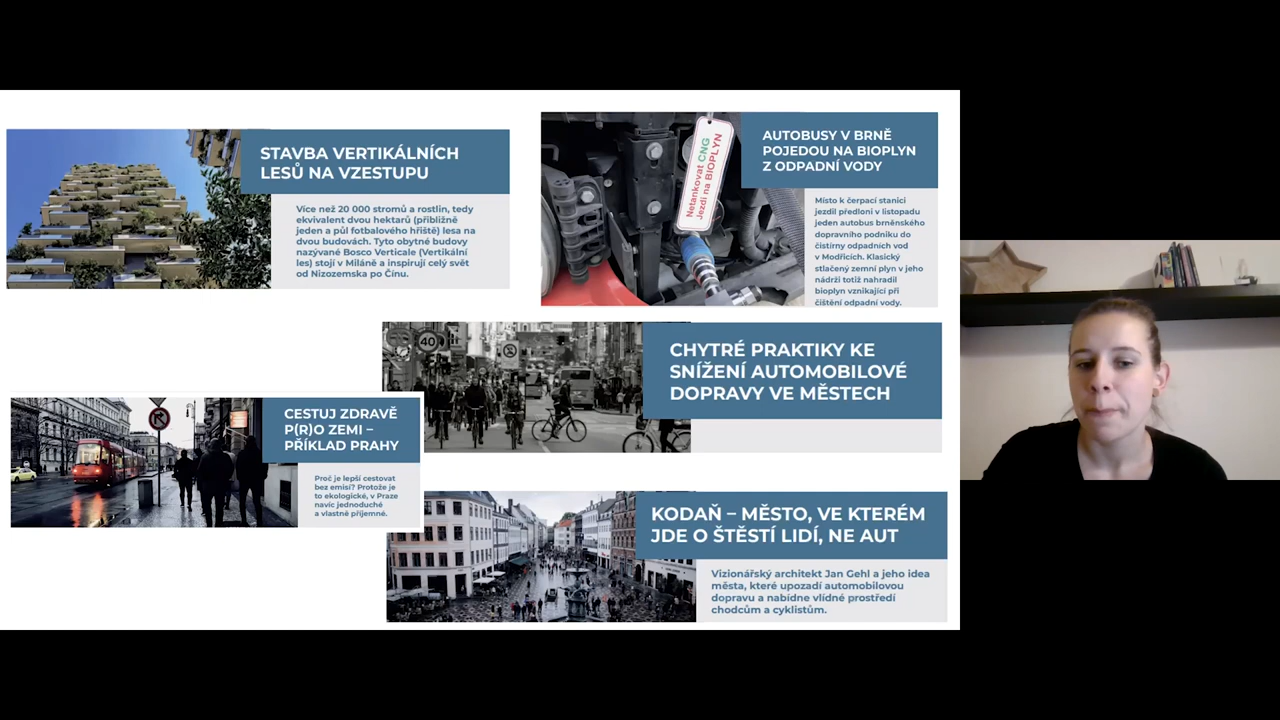 STAVBA VERTIKÁLNÍCH
LESŮ NA VZESTUPU
Více než 20 000 stromů a rostlin, tedy
ekvivalent dvou hektarů (přibližně
jeden a půl fotbalového hřiště) lesa na
dvou budovách. Tyto obytné budovy
nazývané Bosco Verticale (Vertikální
les) stojí v Miláně a inspirují celý svět
od Nizozemska po Čínu.
Netankovat CNG
Jezdí na BIOPLYN
AUTOBUSY V BRNĚ
POJEDOU NA BIOPLYN
Z ODPADNÍ VODY
Místo k čerpací stanici
jezdil předloni v listopadu
jeden autobus brněnského
dopravního podniku do
čistírny odpadních vod
v Modřicích. Klasický
stlačený zemní plyn v jeho
nádrži totiž nahradil
bioplyn vznikající při
čištění odpadní vody.
40
CHYTRÉ PRAKTIKY KE
SNÍŽENÍ AUTOMOBILOVÉ
DOPRAVY VE MĚSTECH
CESTUJ ZDRAVĚ
P(R)O ZEMI –
PŘÍKLAD PRAHY
Proč je lepší cestovat
bez emisí? Protože je
to ekologické, v Praze
navíc jednoduché
a vlastně příjemné.
KODAŇ – MĚSTO, VE KTERÉM
JDE O ŠTĚSTÍ LIDÍ, NE AUT
Vizionářský architekt Jan Gehl a jeho idea
města, které upozadí automobilovou
dopravu a nabídne vlídné prostředí
chodcům a cyklistům.